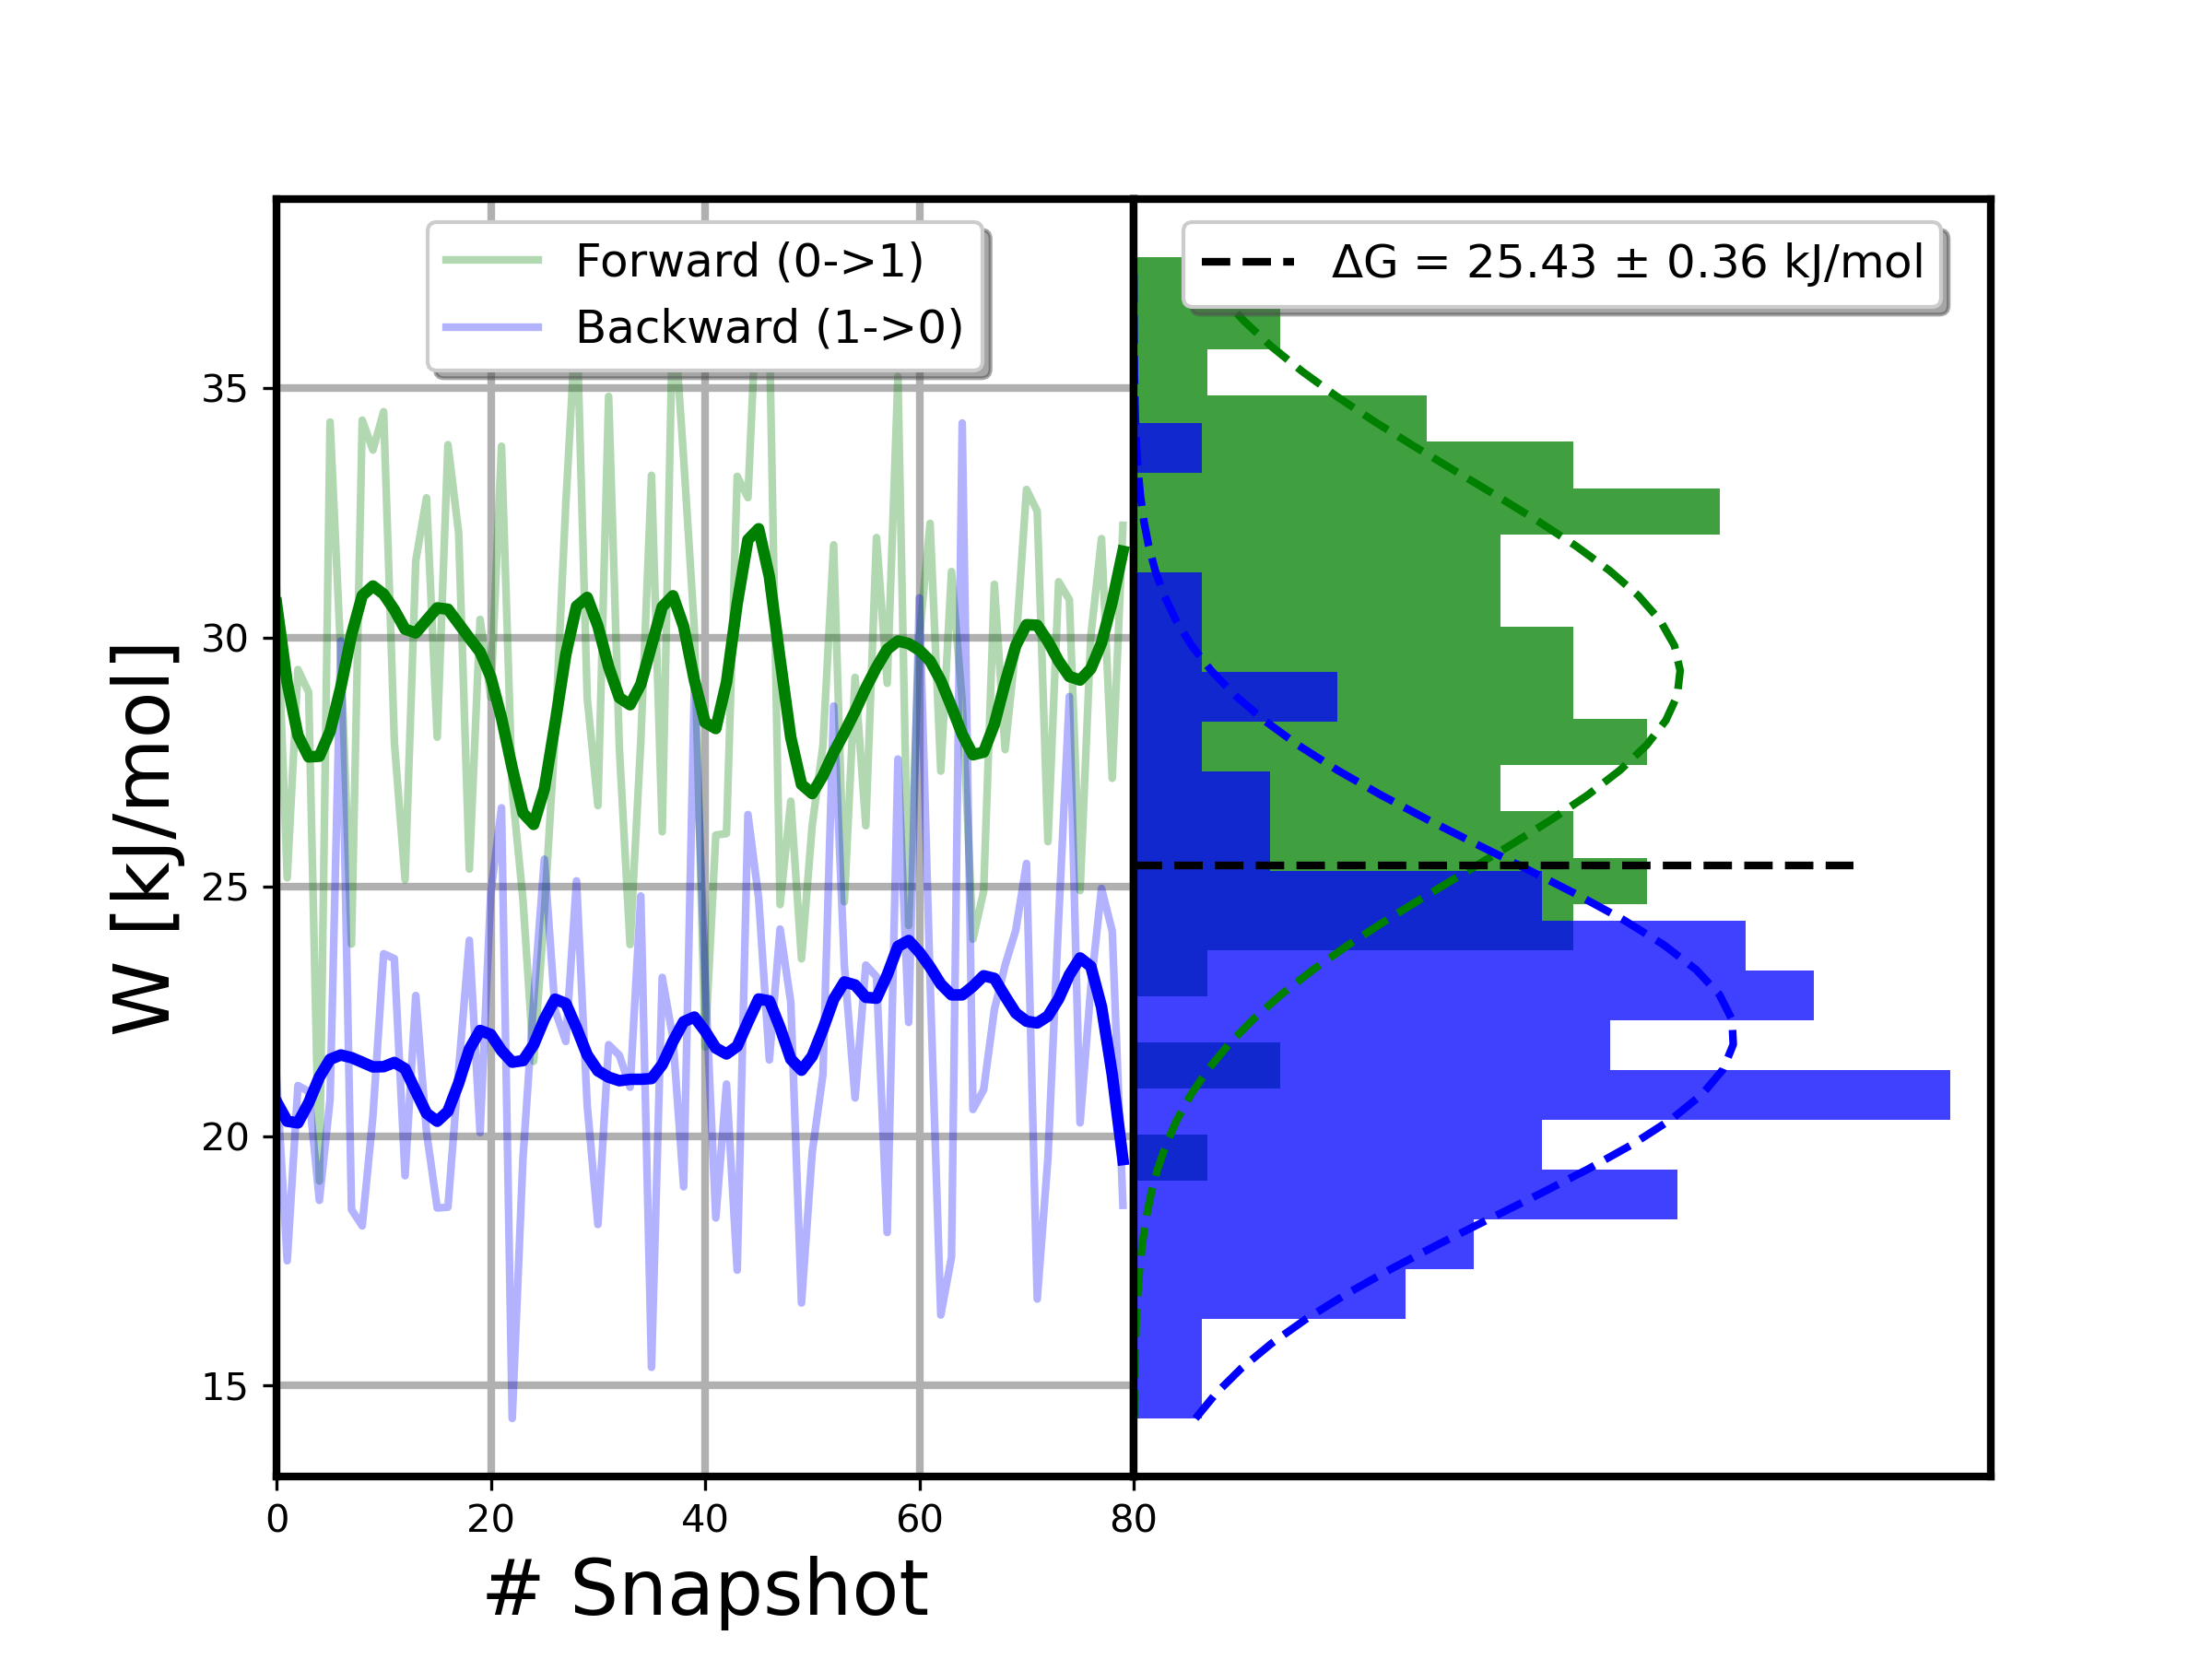 Forward (0->1)
Backward (1->0)
ΔG = 25.43 ± 0.36 kJ/mol
W [kJ/mol]
35
30
25
20
15
0 20 40 60 80
# Snapshot